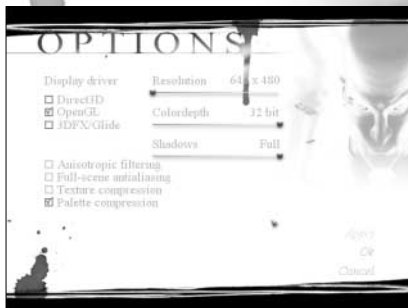 OPTIONS
Display driver
Direct3D
OpenGL
3DFX/Glide
Resolution 640 x 480
Colordepth 32 bit
Shadows Full
Anisotropic filtering
Full-scene antialiasing
Texture compression
Palette compression
Apply
Ok
Cancel